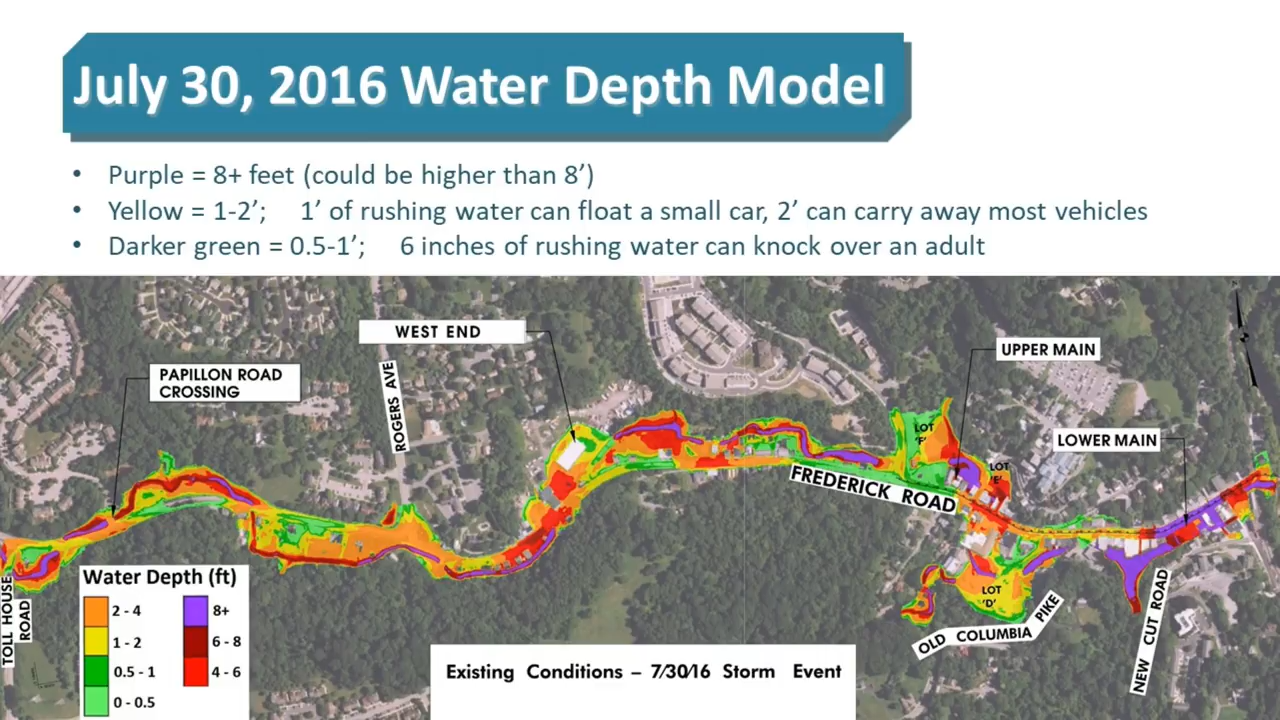 July 30, 2016 Water Depth Model
• Purple = 8+ feet (could be higher than 8’)
• Yellow = 1-2’; 1’ of rushing water can float a small car, 2’ can carry away most vehicles
• Darker green = 0.5-1’; 6 inches of rushing water can knock over an adult
WEST END
UPPER MAIN
PAPILLON ROAD
CROSSING
ROGERS AVE
LOT
'F'
LOWER MAIN
LOT
'E'
FREDERICK ROAD
TOLL HOUSE
ROAD
LOT
'D'
OLD COLUMBIA PIKE
NEW CUT ROAD
Water Depth (ft)
2 - 4
8+
1 - 2
6 - 8
0.5 - 1
4 - 6
0 - 0.5
Existing Conditions – 7/30/16 Storm Event